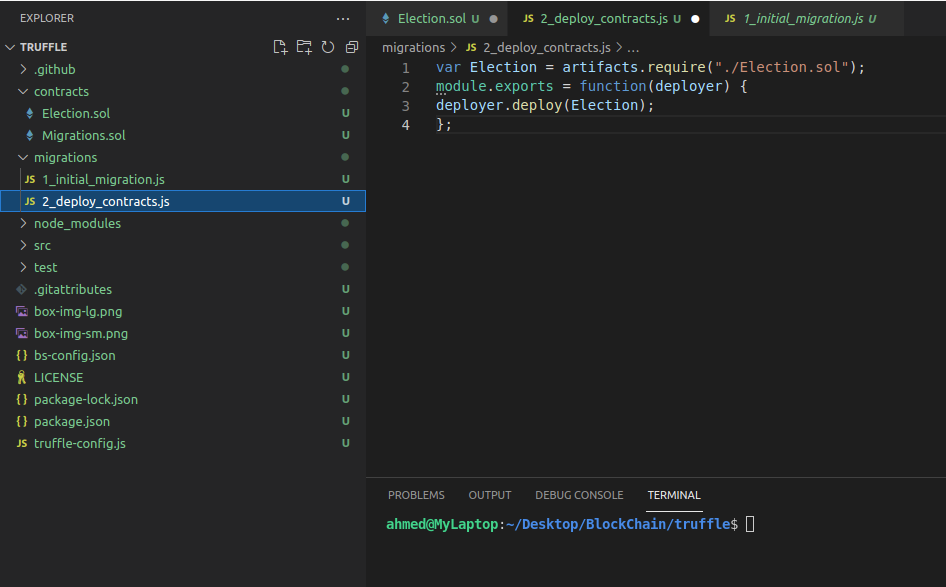 EXPLORER
TRUFFLE
.github
contracts
Election.sol U
Migrations.sol U
migrations
JS 1_initial_migration.js U
JS 2_deploy_contracts.js U
node_modules
src
test
.gitattributes U
box-img-lg.png U
box-img-sm.png U
{} bs-config.json U
LICENSE U
{} package-lock.json U
{} package.json U
JS truffle-config.js U
Election.sol U JS 2_deploy_contracts.js U JS 1_initial_migration.js U
migrations > JS 2_deploy_contracts.js > ...
1 var Election = artifacts.require("./Election.sol");
2 module.exports = function(deployer) {
3 deployer.deploy(Election);
4 };
PROBLEMS OUTPUT DEBUG CONSOLE TERMINAL
ahmed@MyLaptop:~/Desktop/BlockChain/truffle$